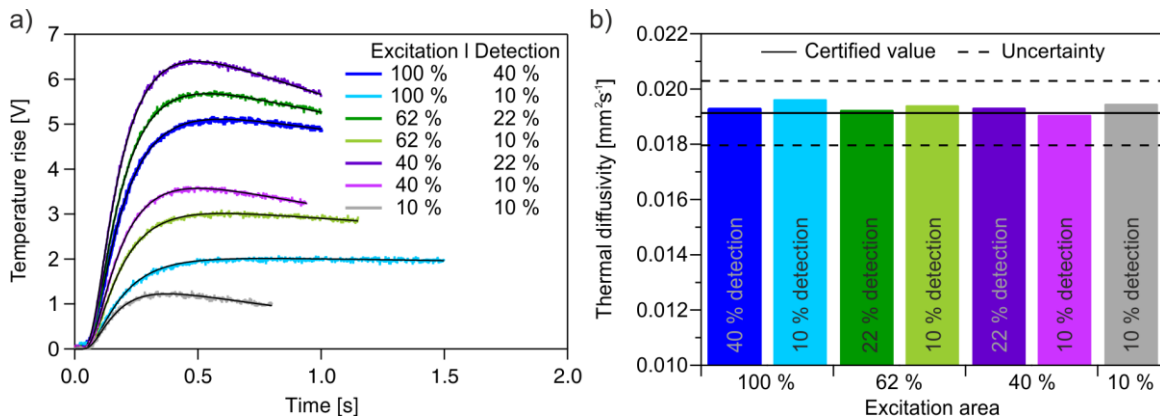 a)
7
6
5
4
3
2
1
0
Temperature rise [V]
0.0 0.5 1.0 1.5 2.0
Time [s]
Excitation I Detection
100 % 40 %
100 % 10 %
62 % 22 %
62 % 10 %
40 % 22 %
40 % 10 %
10 % 10 %
b)
0.022
0.020
0.018
0.016
0.014
0.012
0.010
Thermal diffusivity [mm²s⁻¹]
Certified value Uncertainty
40 % detection
10 % detection
22 % detection
10 % detection
22 % detection
10 % detection
10 % detection
100 % 62 % 40 % 10 %
Excitation area